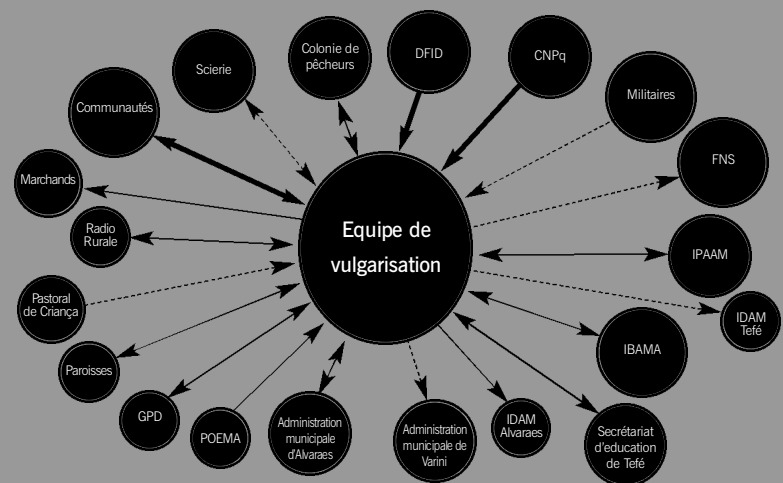 Colonie de
pêcheurs
DFID
CNPq
Scierie
Militaires
Communautés
FNS
Marchands
Radio
Rurale
Equipe de
vulgarisation
IPAAM
Pastoral
de Criança
IDAM
Tefé
IBAMA
Paroisses
GPD
POEMA
Administration
municipale
d'Alvaraes
Administration
municipale de
Varini
IDAM
Alvaraes
Secrétariat
d'education
de Tefé